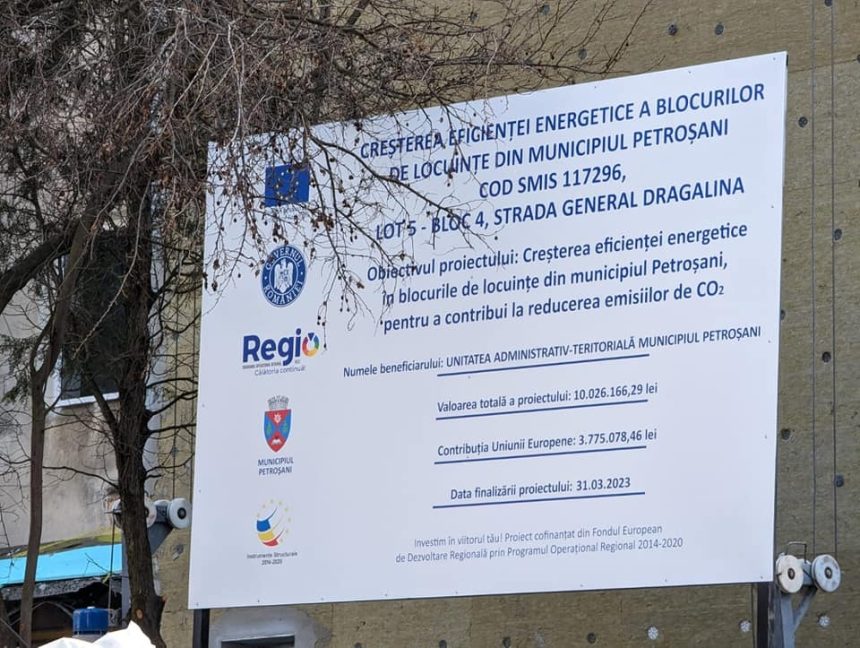 CREȘTEREA EFICIENȚEI ENERGETICE A BLOCURILOR
DE LOCUINȚE DIN MUNICIPIUL PETROȘANI
COD SMIS 117296,
LOT 5 - BLOC 4, STRADA GENERAL DRAGALINA
Obiectivul proiectului: Creșterea eficienței energetice
în blocurile de locuințe din municipiul Petroșani,
pentru a contribui la reducerea emisiilor de CO₂
Numele beneficiarului: UNITATEA ADMINISTRATIV-TERITORIALĂ MUNICIPIUL PETROȘANI
Valoarea totală a proiectului: 10.026.166,29 lei
Contribuția Uniunii Europene: 3.775.078,46 lei
Data finalizării proiectului: 31.03.2023
Investim în viitorul tău! Proiect cofinanțat din Fondul European
de Dezvoltare Regională prin Programul Operațional Regional 2014-2020
GUVERNUL ROMÂNIEI
Regio
Călătoria continuă!
MUNICIPIUL
PETROȘANI
Instrumente Structurale
2014-2020